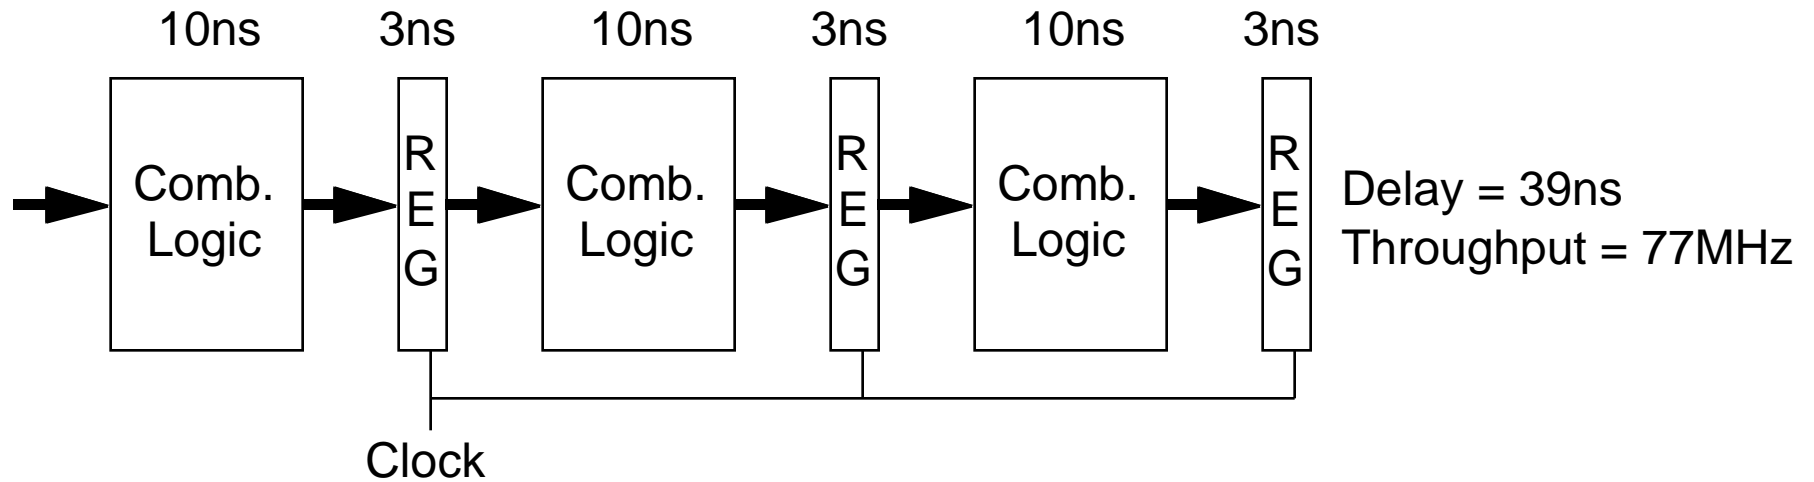 10ns 3ns 10ns 3ns 10ns 3ns
Comb.
Logic
R
E
G
Comb.
Logic
R
E
G
Comb.
Logic
R
E
G
Delay = 39ns
Throughput = 77MHz
Clock